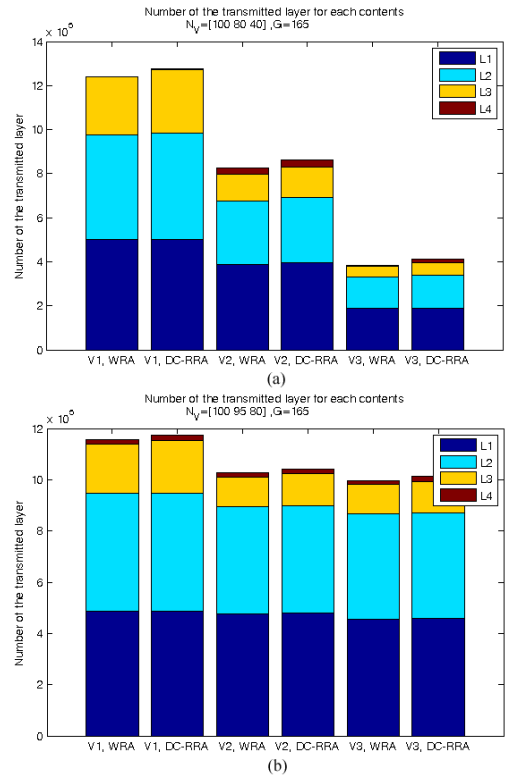 Number of the transmitted layer for each contents
N_V=[100 80 40] ,G=165
x 10^6
14
12
10
8
6
4
2
0
Number of the transmitted layer
L1
L2
L3
L4
V1, WRA V1, DC-RRA V2, WRA V2, DC-RRA V3, WRA V3, DC-RRA
(a)
Number of the transmitted layer for each contents
N_V=[100 95 80] ,G=165
x 10^6
12
10
8
6
4
2
0
Number of the transmitted layer
L1
L2
L3
L4
V1, WRA V1, DC-RRA V2, WRA V2, DC-RRA V3, WRA V3, DC-RRA
(b)